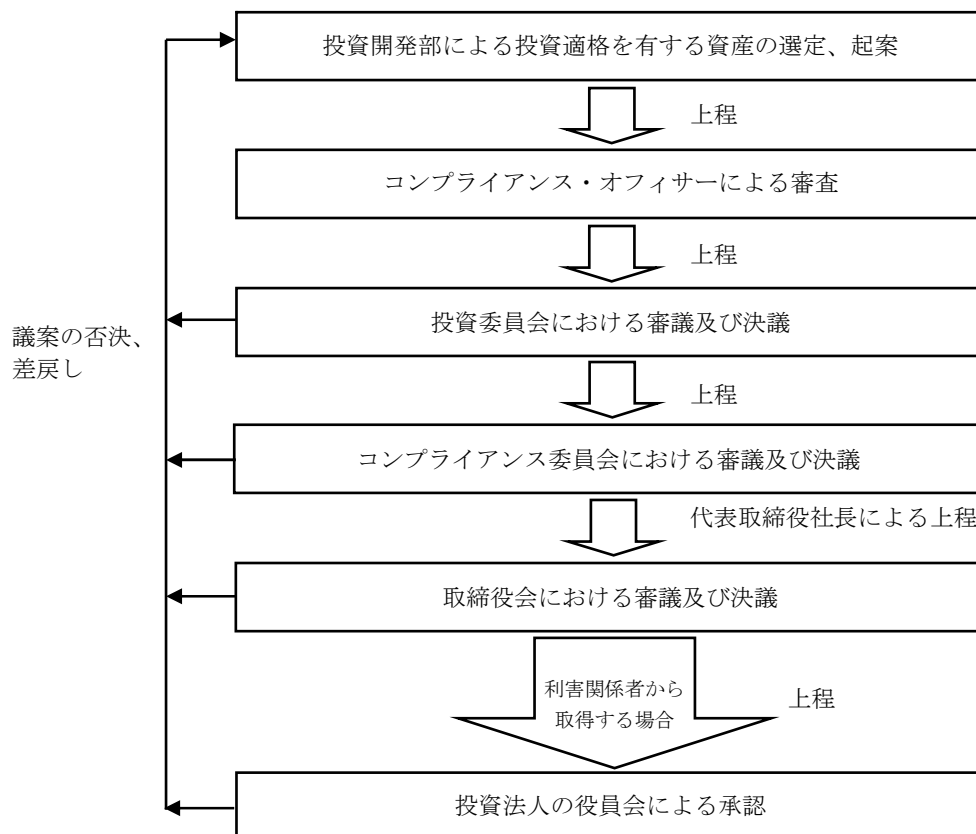 投資開発部による投資適格を有する資産の選定、起案
上程
コンプライアンス・オフィサーによる審査
上程
投資委員会における審議及び決議
議案の否決、
差戻し
上程
コンプライアンス委員会における審議及び決議
代表取締役社長による上程
取締役会における審議及び決議
利害関係者から
取得する場合
上程
投資法人の役員会による承認